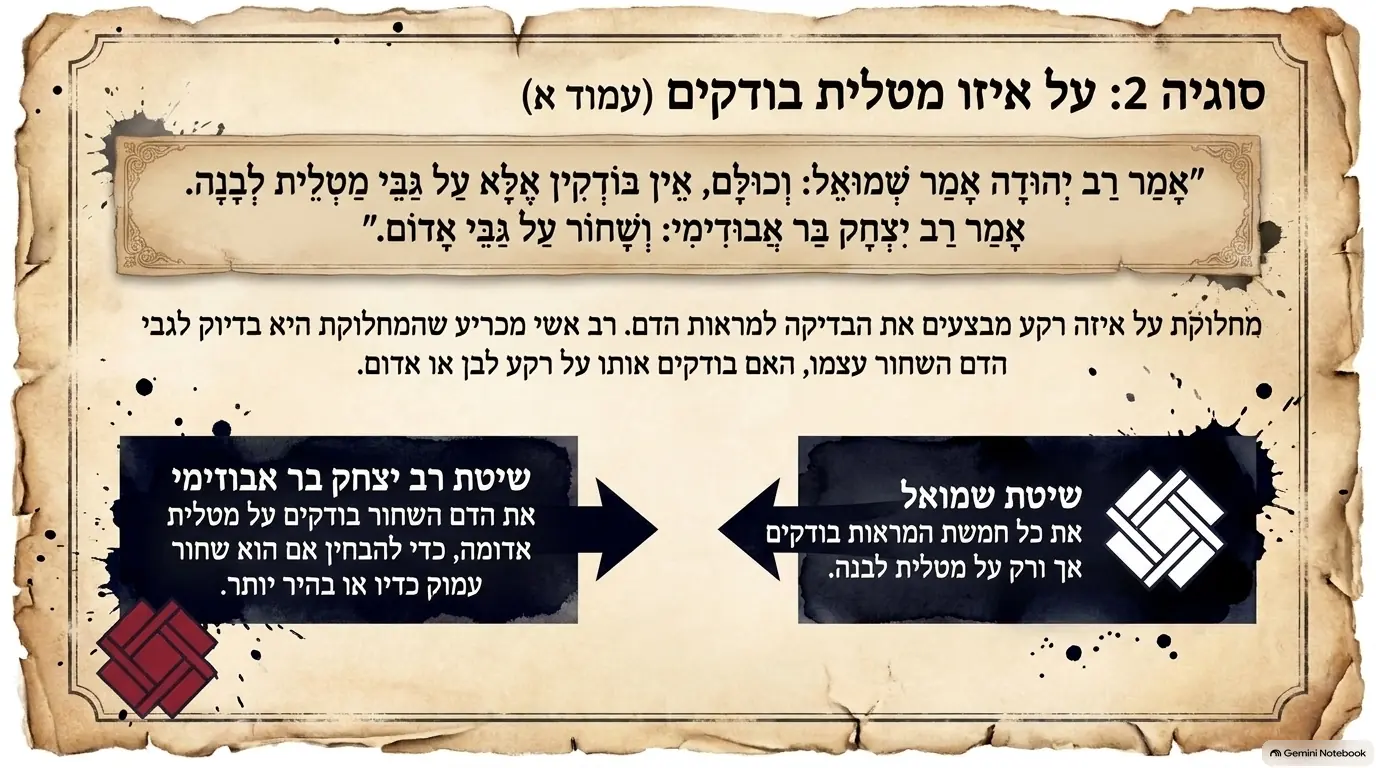 סוגיה 2: על איזו מטלית בודקים (עמוד א)
"אָמַר רַב יְהוּדָה אָמַר שְׁמוּאֵל: וְכוּלָּם, אֵין בּוֹדְקִין אֶלָּא עַל גַּבֵּי מַטְלֵית לְבָנָה.
אָמַר רַב יִצְחָק בַּר אֲבוּדִימִי: וְשָׁחוֹר עַל גַּבֵּי אָדוֹם."
מחלוקת על איזה רקע מבצעים את הבדיקה למראות הדם. רב אשי מכריע שהמחלוקת היא בדיוק לגבי
הדם השחור עצמו, האם בודקים אותו על רקע לבן או אדום.
שיטת שמואל
את כל חמשת המראות בודקים
אך ורק על מטלית לבנה.
שיטת רב יצחק בר אבוזימי
את הדם השחור בודקים על מטלית
אדומה, כדי להבחין אם הוא שחור
עמוק כדיו או בהיר יותר.
Gemini Notebook